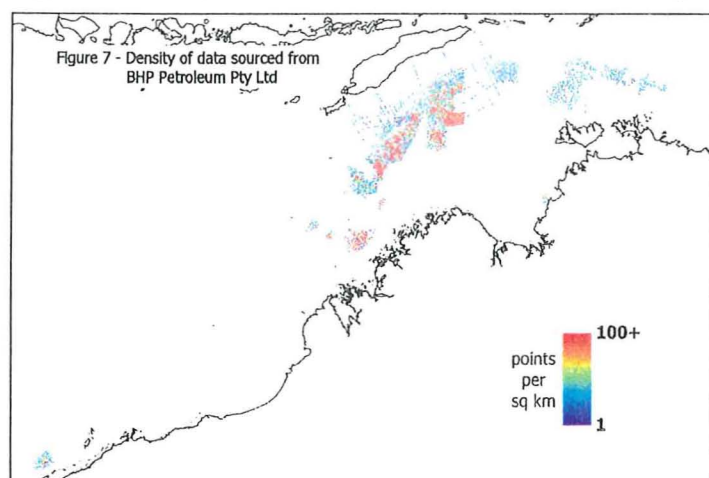 Figure 7 - Density of data sourced from
BHP Petroleum Pty Ltd
100+
points
per
sq km
1